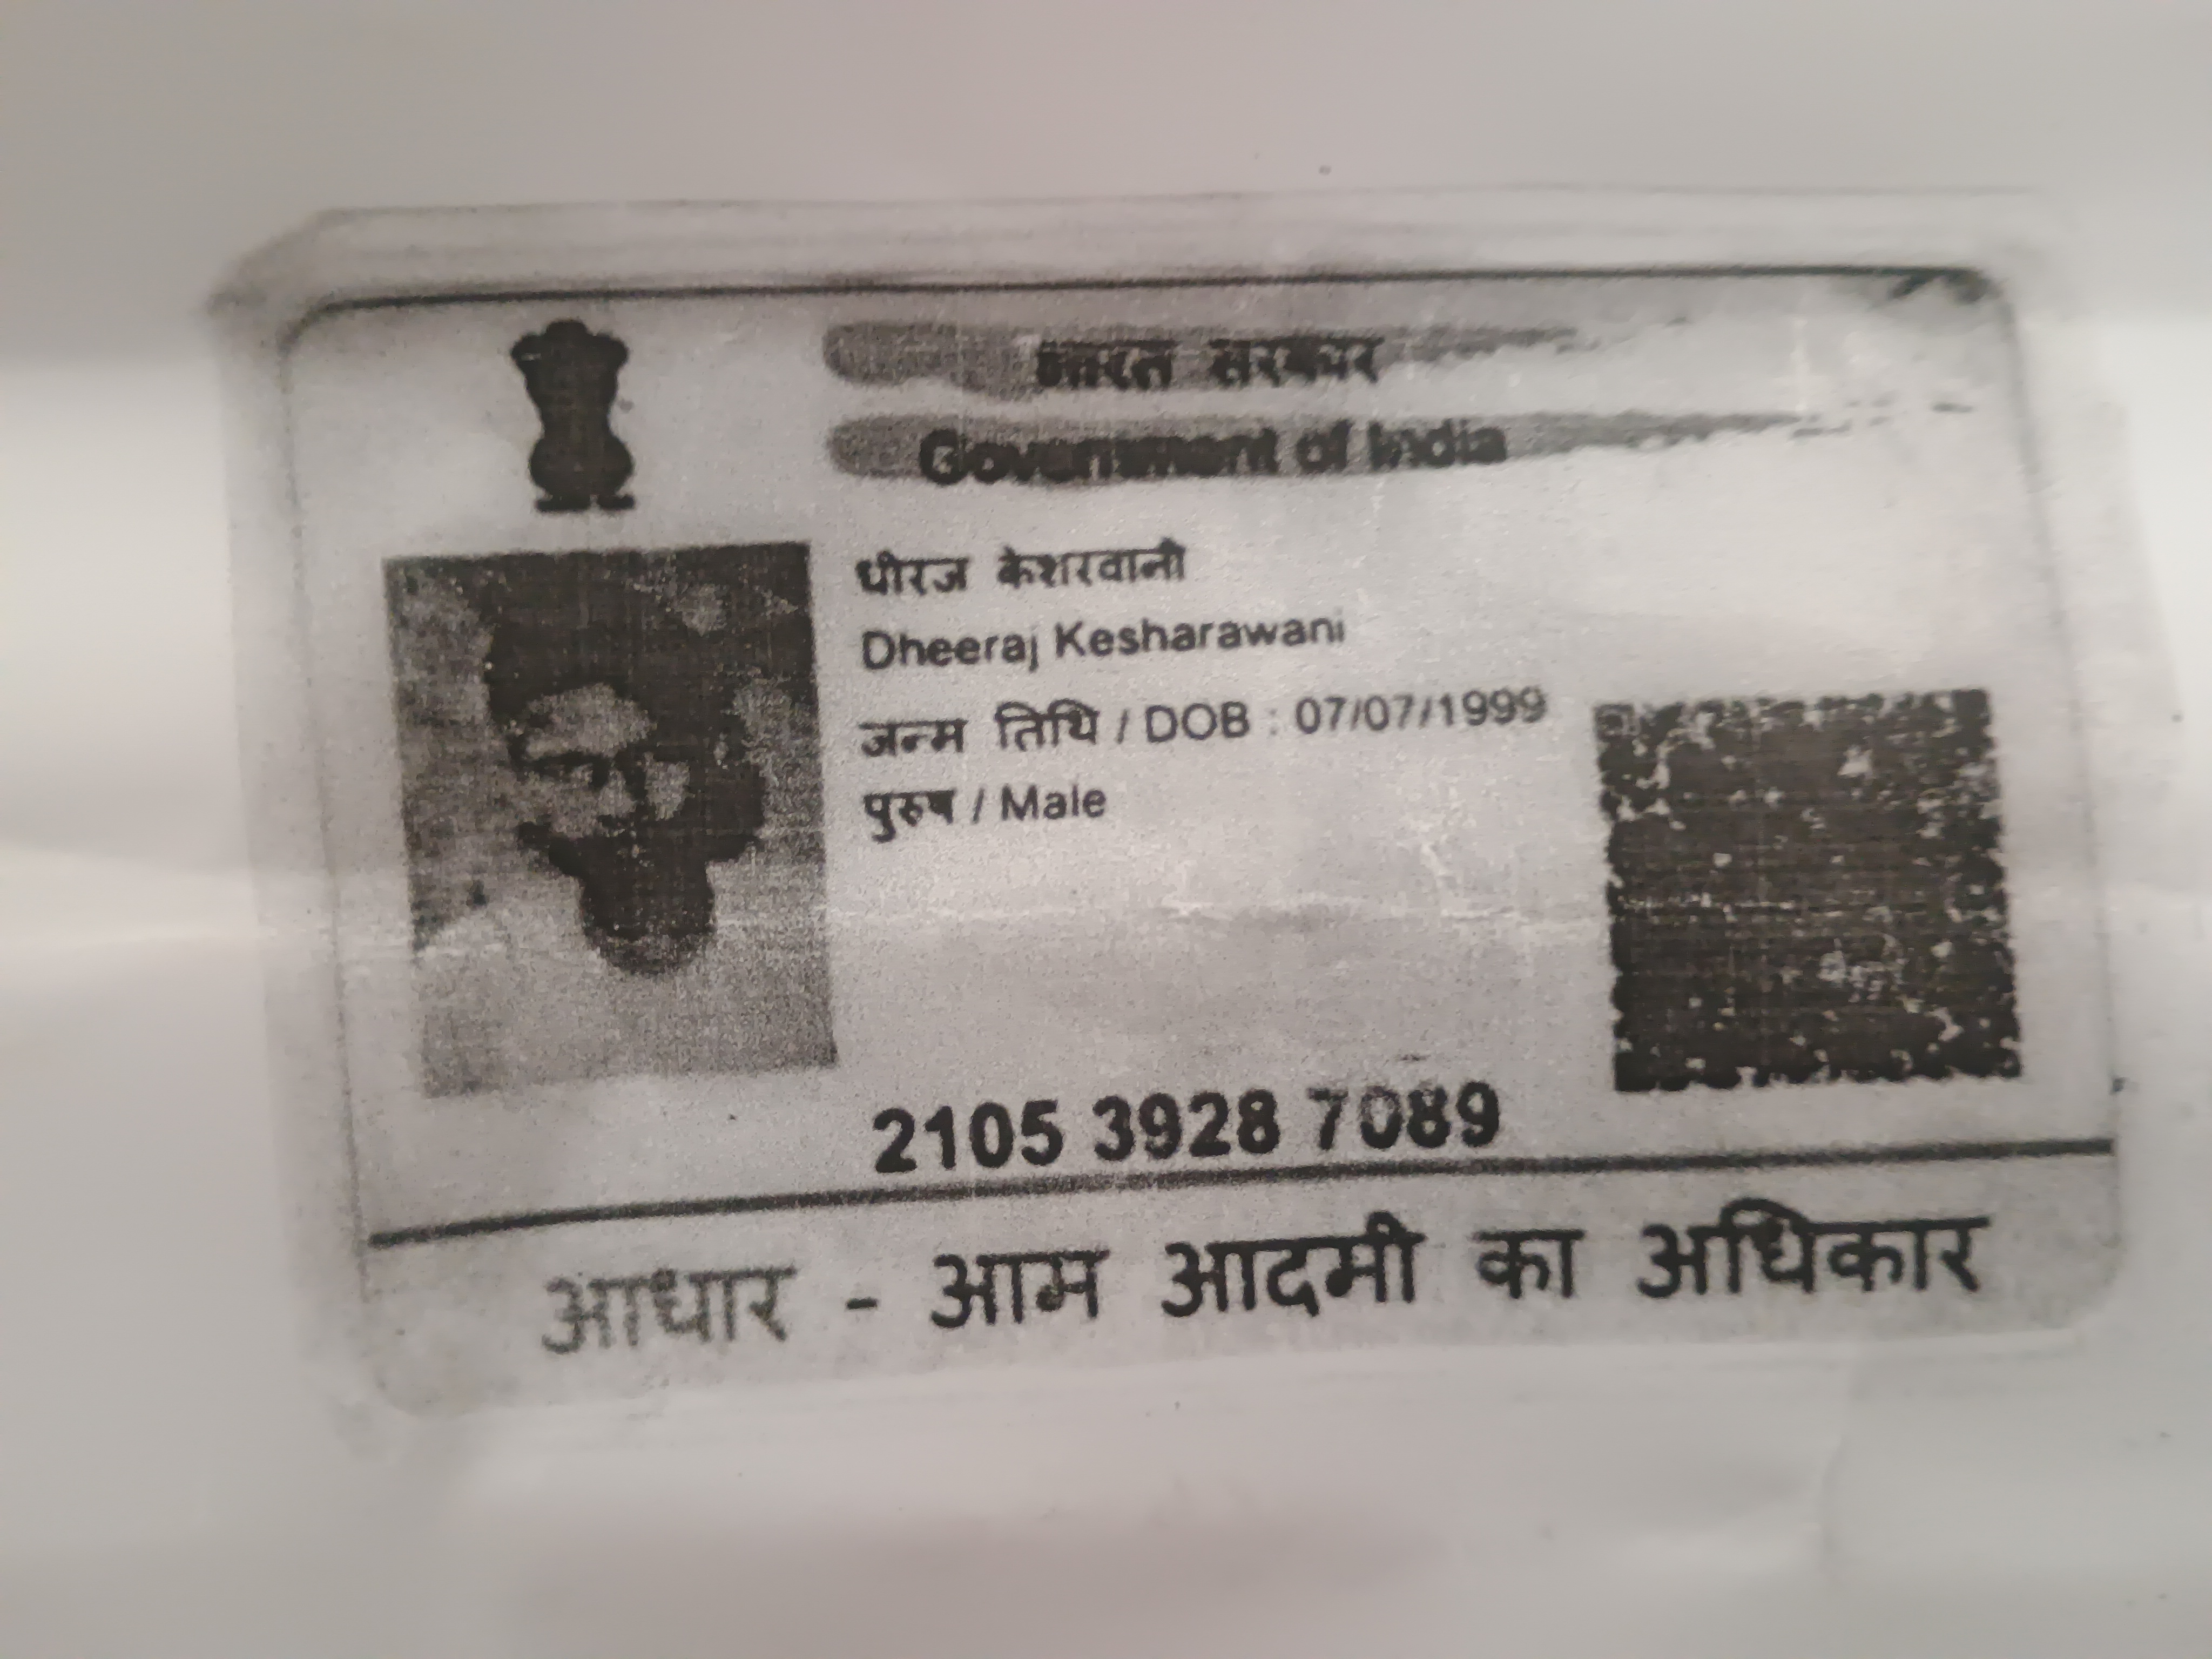 भारत सरकार
Government of India
धीरज केशरवानी
Dheeraj Kesharawani
जन्म तिथि / DOB : 07/07/1999
पुरुष / Male
2105 3928 7089
आधार - आम आदमी का अधिकार